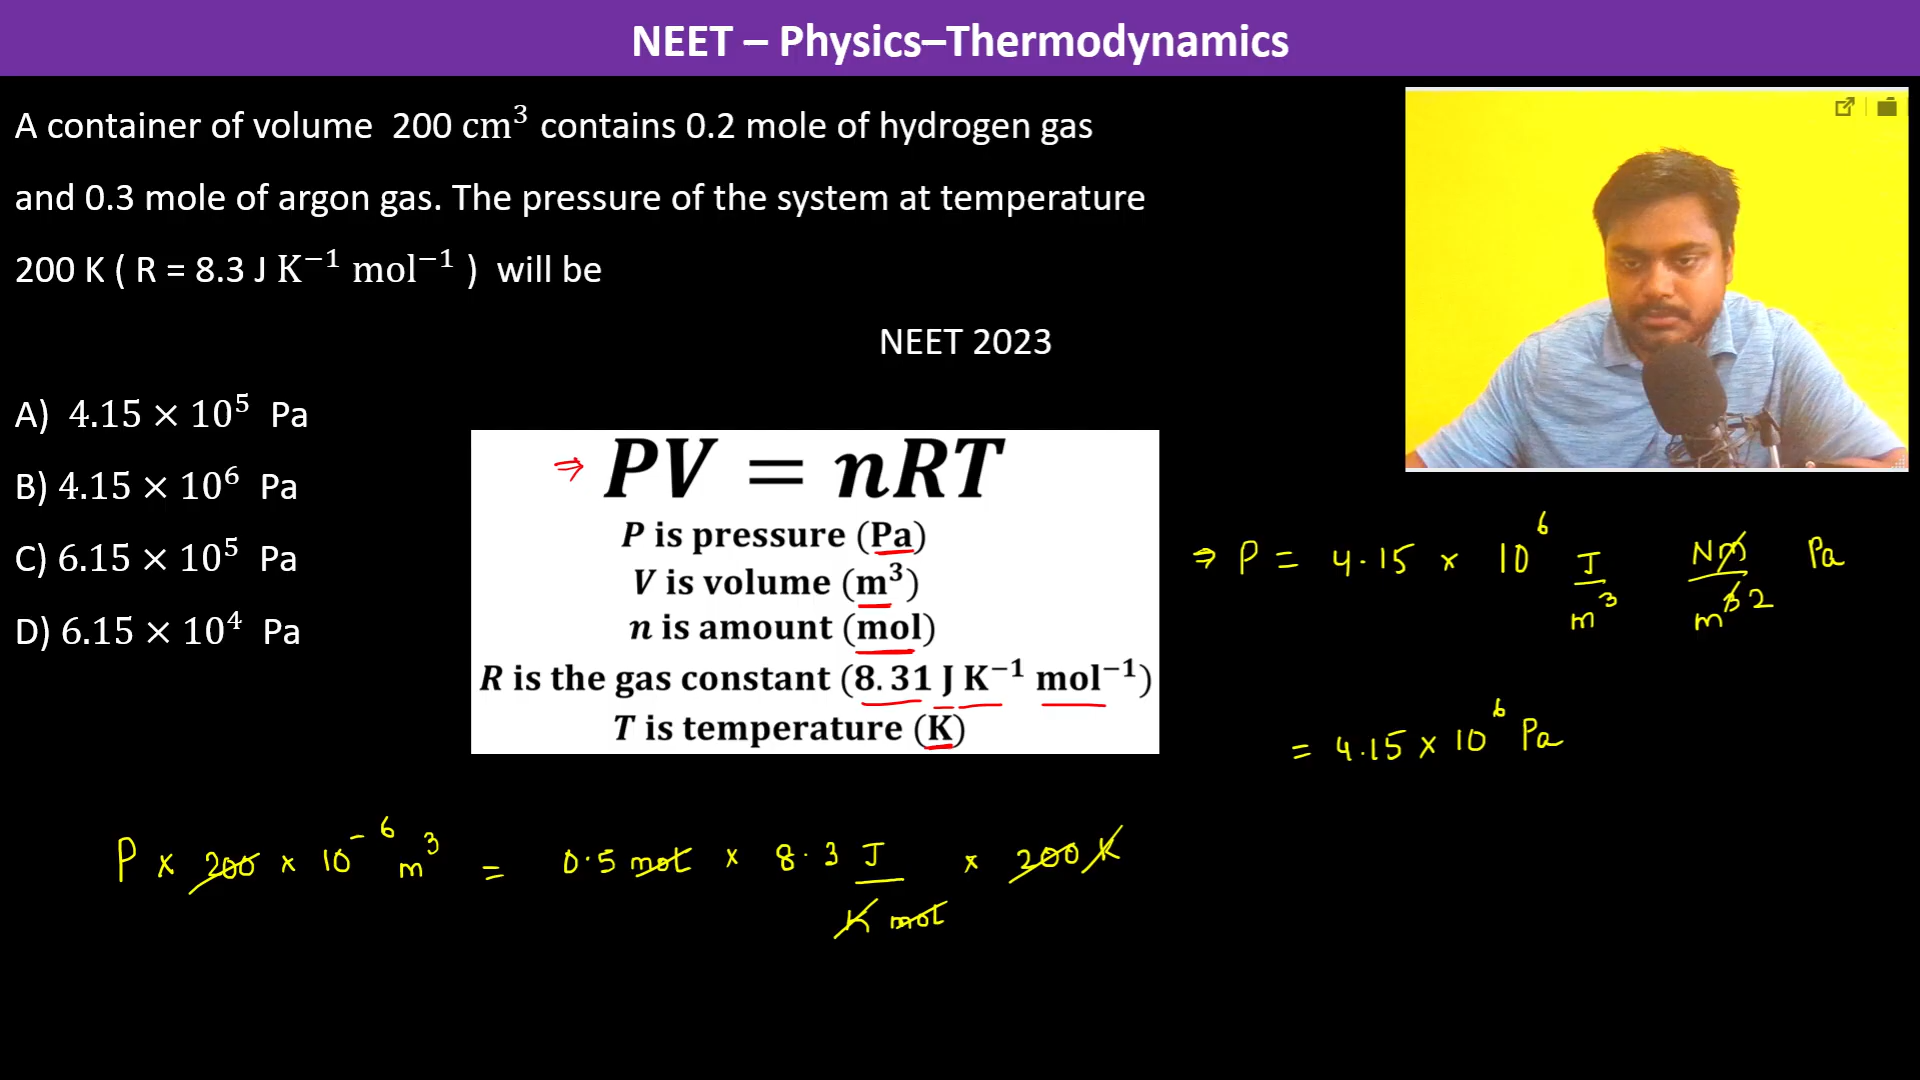 NEET – Physics–Thermodynamics
A container of volume 200 cm³ contains 0.2 mole of hydrogen gas
and 0.3 mole of argon gas. The pressure of the system at temperature
200 K ( R = 8.3 J K⁻¹ mol⁻¹ ) will be
NEET 2023
A) 4.15 × 10⁵ Pa
B) 4.15 × 10⁶ Pa
C) 6.15 × 10⁵ Pa
D) 6.15 × 10⁴ Pa
⇒ PV = nRT
P is pressure (Pa)
V is volume (m³)
n is amount (mol)
R is the gas constant (8.31 J K⁻¹ mol⁻¹)
T is temperature (K)
⇒ P = 4.15 × 10⁶ J/m³ Nm/m³ 2 Pa
= 4.15 × 10⁶ Pa
P × 200 × 10⁻⁶ m³ = 0.5 mol × 8.3 J/K mol × 200 K